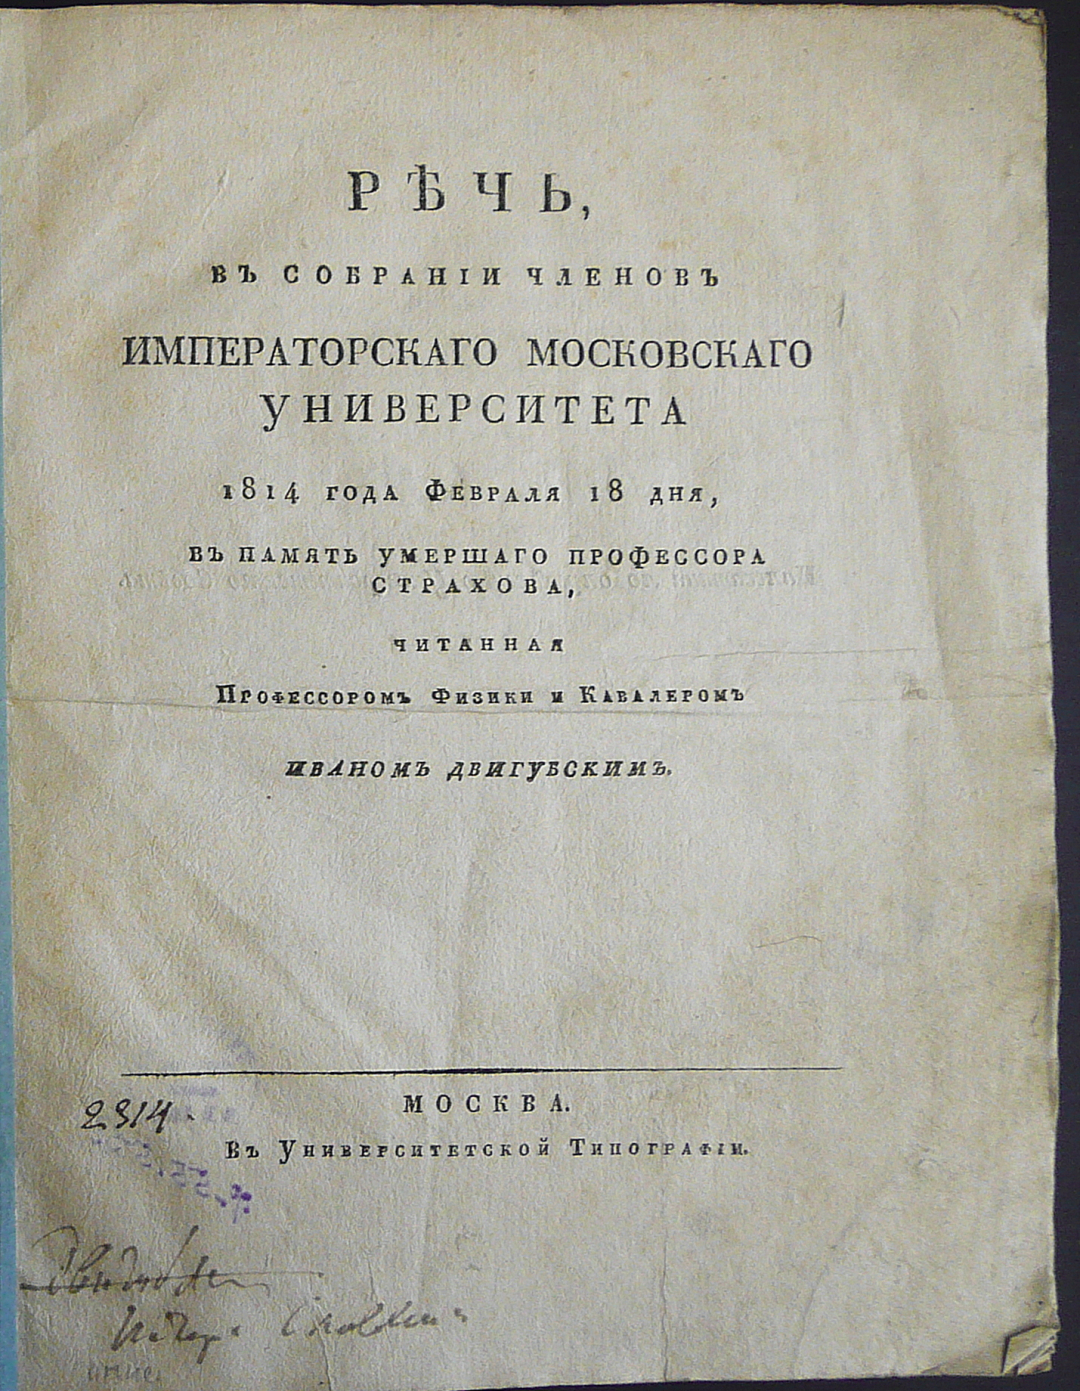 РѢЧЬ,
ВЪ СОБРАНІИ ЧЛЕНОВЪ
ИМПЕРАТОРСКАГО МОСКОВСКАГО
УНИВЕРСИТЕТА
1814 ГОДА ФЕВРАЛЯ 18 ДНЯ,
ВЪ ПАМЯТЬ УМЕРШАГО ПРОФЕССОРА
СТРАХОВА,
ЧИТАННАЯ
ПРОФЕССОРОМЪ ФИЗИКИ И КАВАЛЕРОМЪ
ИВАНОМЪ ДВИГУБСКИМЪ.
МОСКВА.
2314.
ВЪ УНИВЕРСИТЕТСКОЙ ТИПОГРАФІИ.